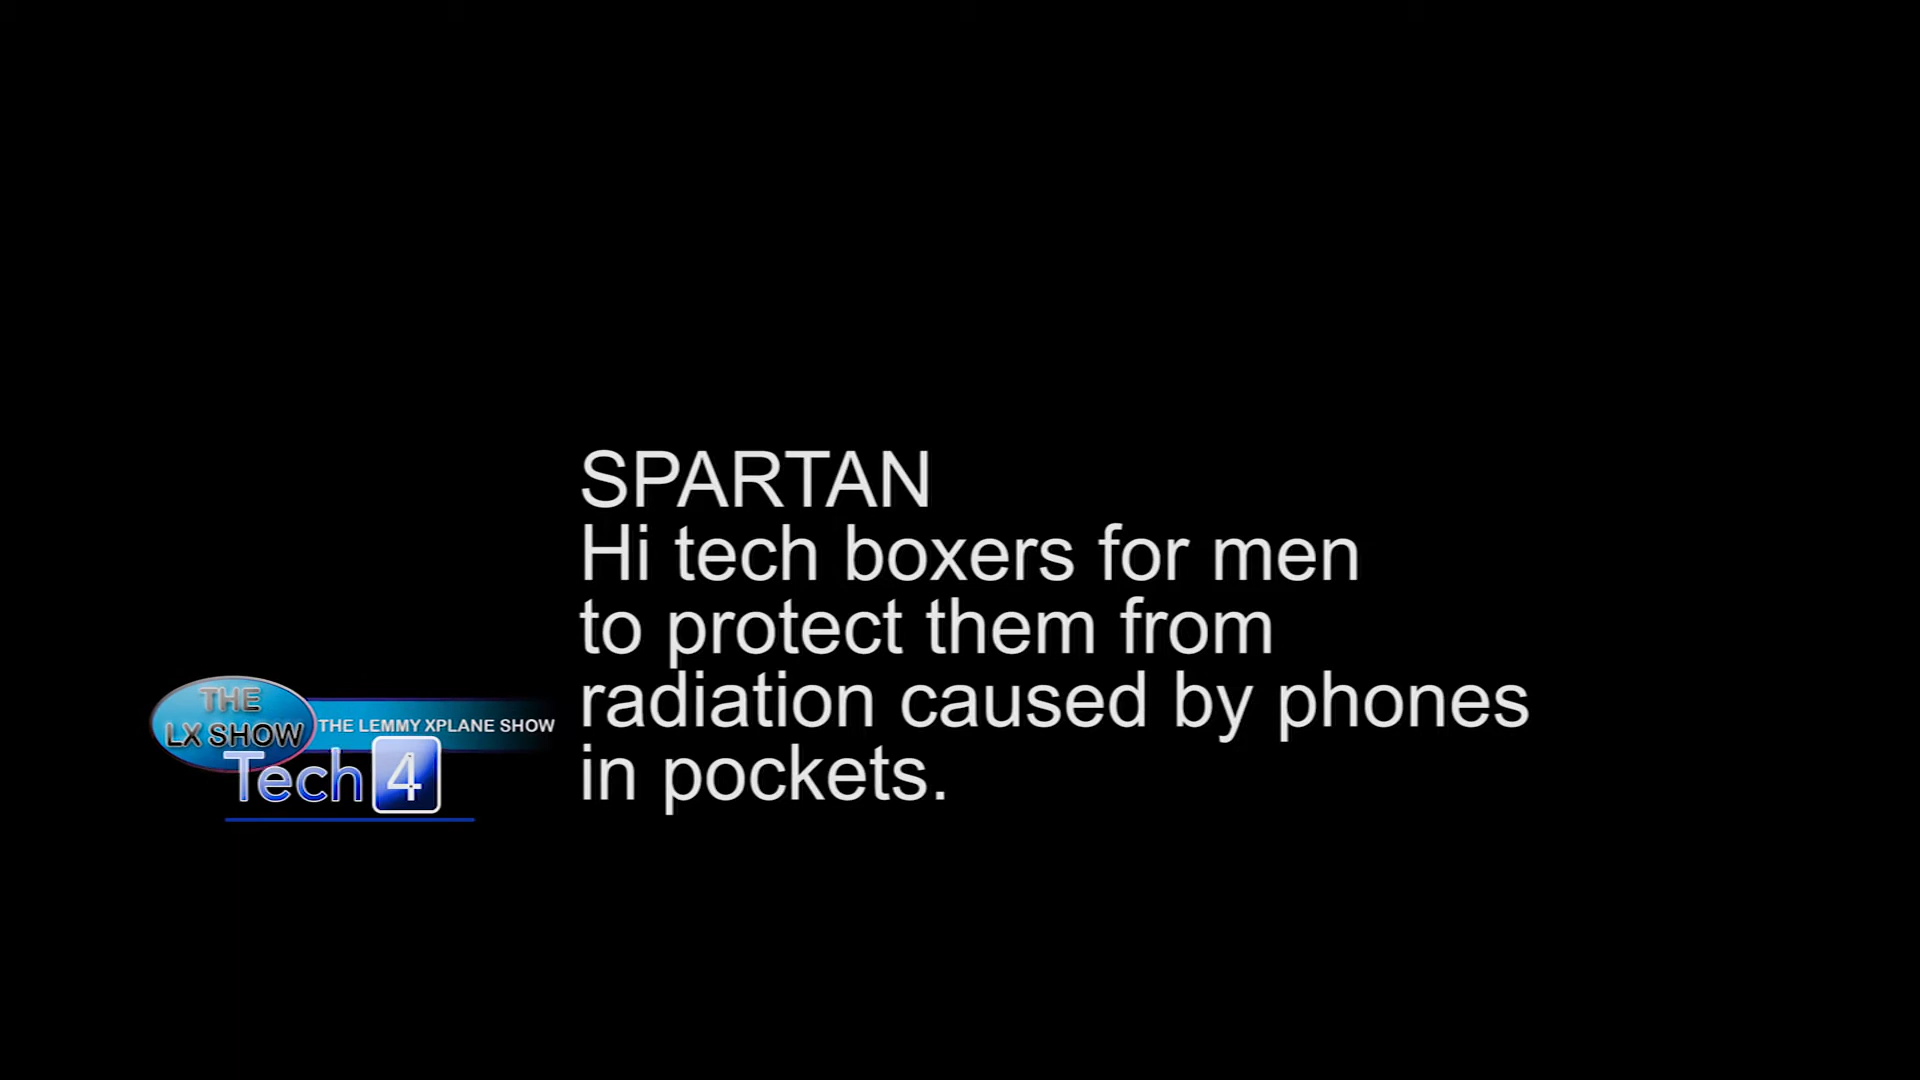 SPARTAN
Hi tech boxers for men
to protect them from
radiation caused by phones
in pockets.
THE
LX SHOW
THE LEMMY XPLANE SHOW
Tech 4